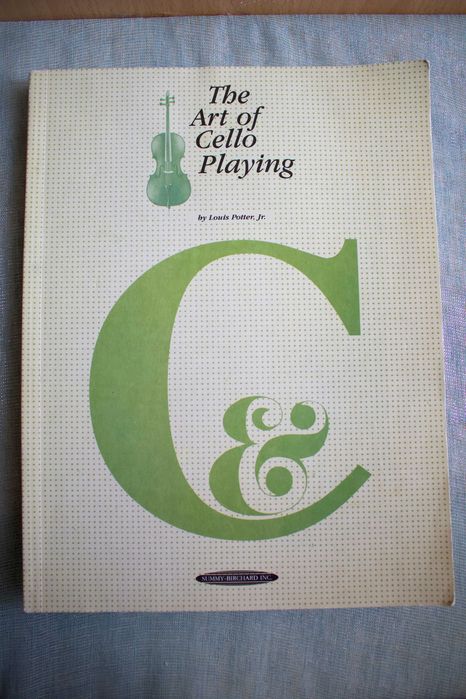 The
Art of
Cello
Playing
by Louis Potter, Jr.
C
&
SUMMY-BIRCHARD INC.